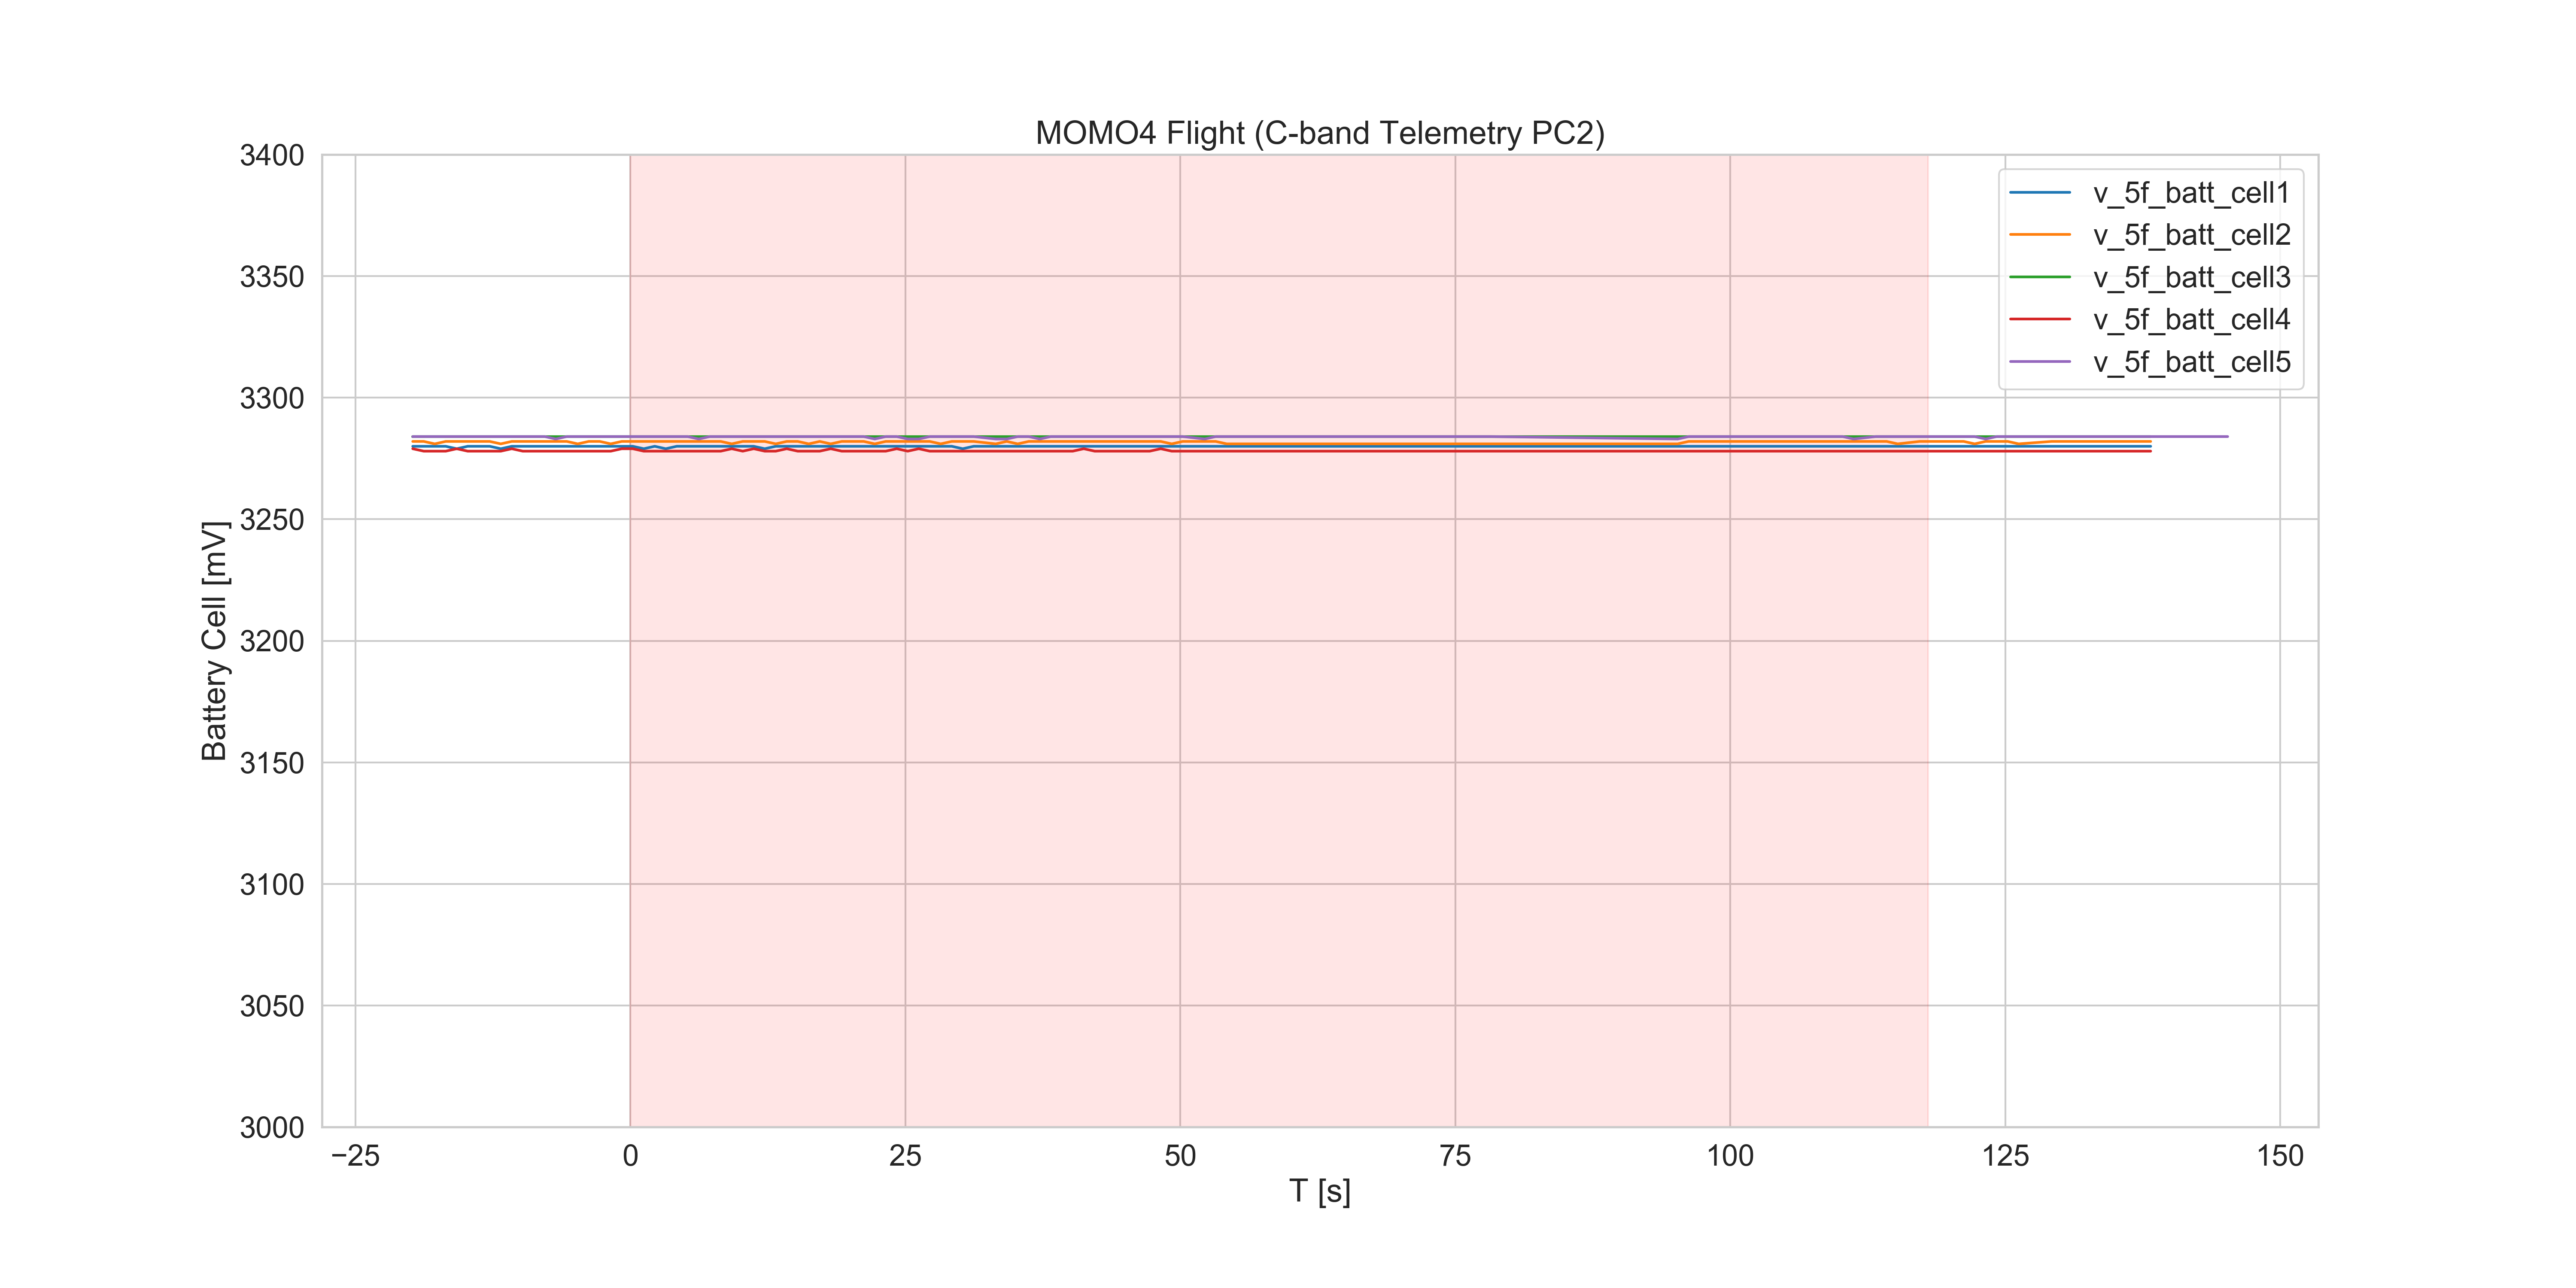 MOMO4 Flight (C-band Telemetry PC2)
3400
3350
3300
3250
3200
3150
3100
3050
3000
Battery Cell [mV]
v_5f_batt_cell1
v_5f_batt_cell2
v_5f_batt_cell3
v_5f_batt_cell4
v_5f_batt_cell5
−25 0 25 50 75 100 125 150
T [s]